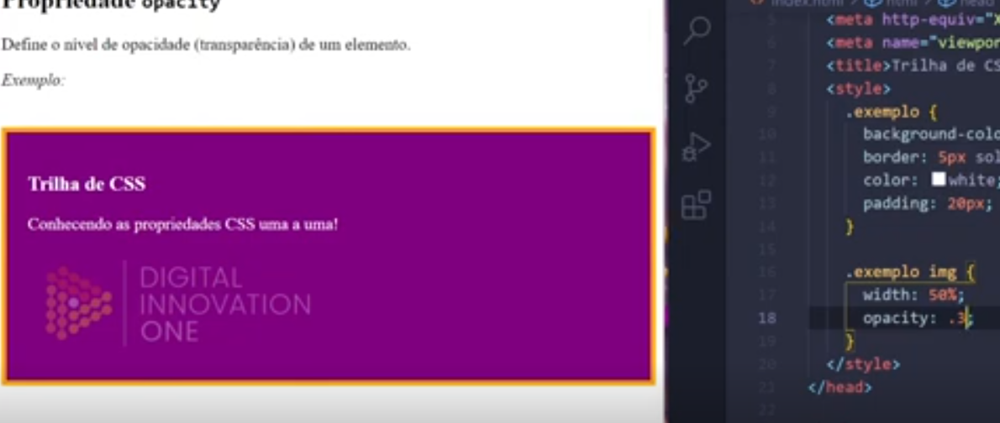 Propriedade opacity
Define o nível de opacidade (transparência) de um elemento.
Exemplo:
Trilha de CSS
Conhecendo as propriedades CSS uma a uma!
DIGITAL
INNOVATION
ONE
index.html > html > head
5 <meta http-equiv="X
6 <meta name="viewpor
7 <title>Trilha de CS
8 <style>
9 .exemplo {
10 background-colo
11 border: 5px sol
12 color: white;
13 padding: 20px;
14 }
15
16 .exemplo img {
17 width: 50%;
18 opacity: .3;
19 }
20 </style>
21 </head>
22